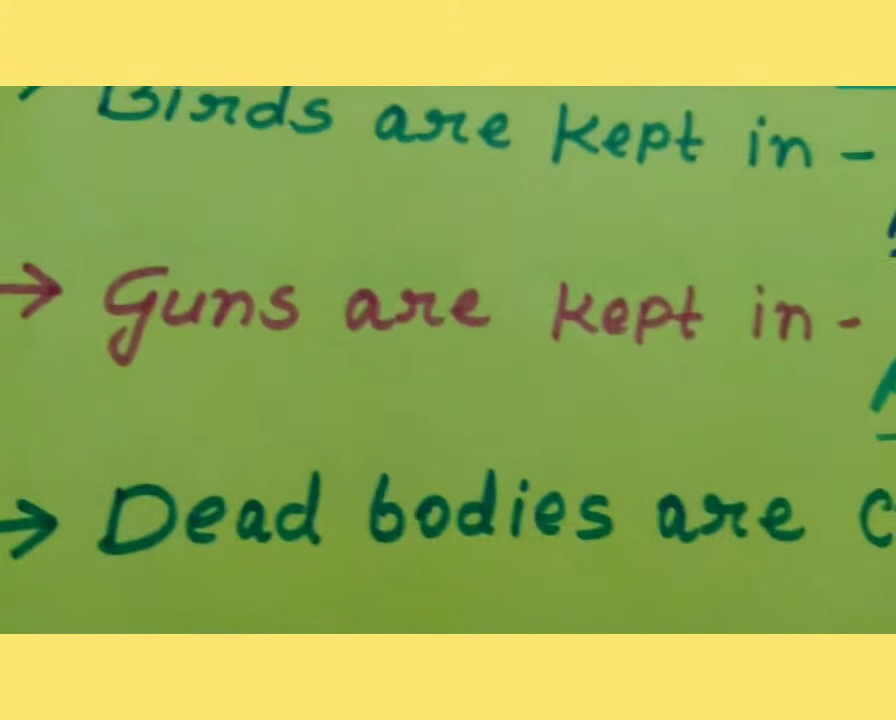 Birds are kept in -
→ Guns are kept in -
→ Dead bodies are